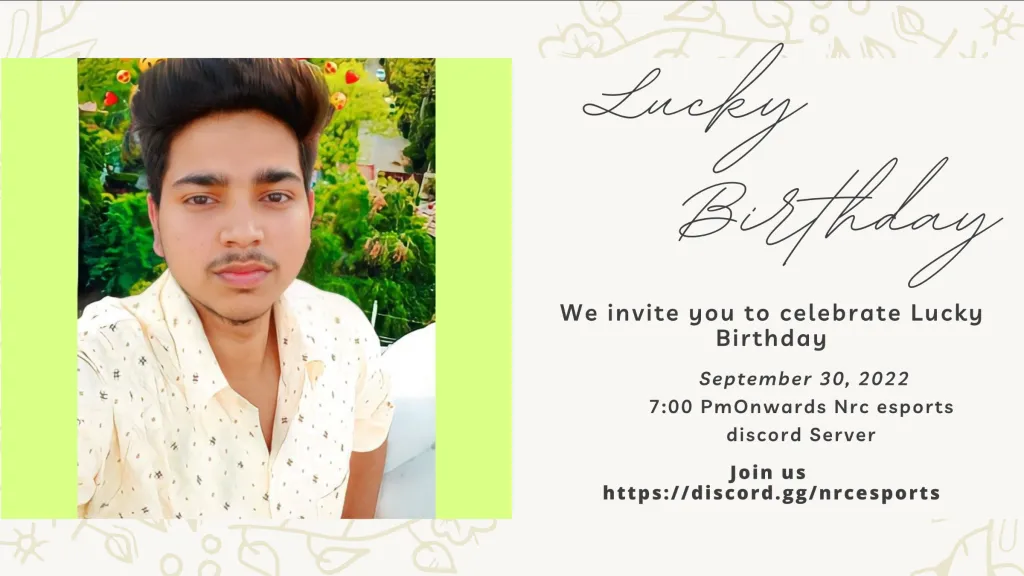 Lucky
Birthday
We invite you to celebrate Lucky
Birthday
September 30, 2022
7:00 PmOnwards Nrc esports
discord Server
Join us
https://discord.gg/nrcesports